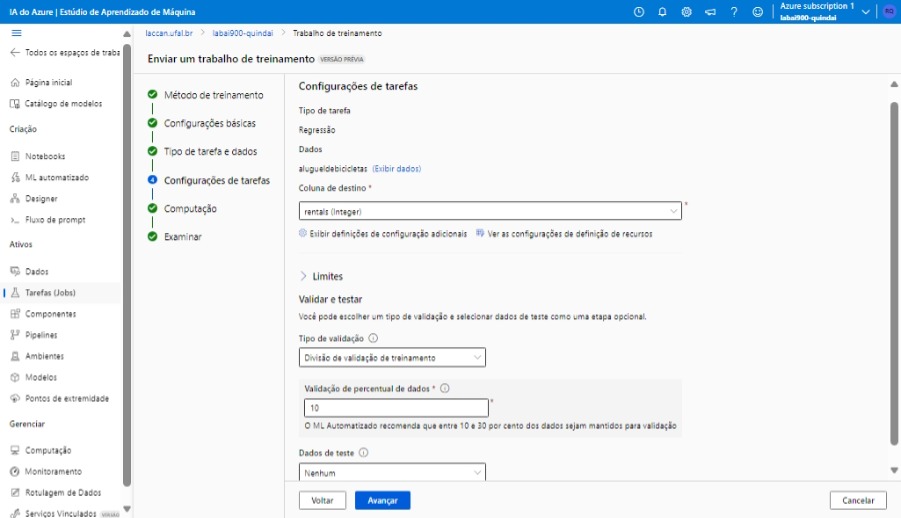 IA do Azure | Estúdio de Aprendizado de Máquina
Azure subscription 1
labai900-quindai
RQ
Todos os espaços de traba
laccan.ufal.br > labai900-quindai > Trabalho de treinamento
Enviar um trabalho de treinamento VERSÃO PRÉVIA
Página inicial
Catálogo de modelos
Criação
Notebooks
ML automatizado
Designer
Fluxo de prompt
Ativos
Dados
Tarefas (Jobs)
Componentes
Pipelines
Ambientes
Modelos
Pontos de extremidade
Gerenciar
Computação
Monitoramento
Rotulagem de Dados
Serviços Vinculados VERSÃO
Método de treinamento
Configurações básicas
Tipo de tarefa e dados
4 Configurações de tarefas
Computação
Examinar
Configurações de tarefas
Tipo de tarefa
Regressão
Dados
alugueldebicicletas (Exibir dados)
Coluna de destino *
rentals (Integer) *
Exibir definições de configuração adicionais Ver as configurações de definição de recursos
Limites
Validar e testar
Você pode escolher um tipo de validação e selecionar dados de teste como uma etapa opcional.
Tipo de validação
Divisão de validação de treinamento
Validação de percentual de dados *
10 *
O ML Automatizado recomenda que entre 10 e 30 por cento dos dados sejam mantidos para validação
Dados de teste
Nenhum
Voltar Avançar Cancelar